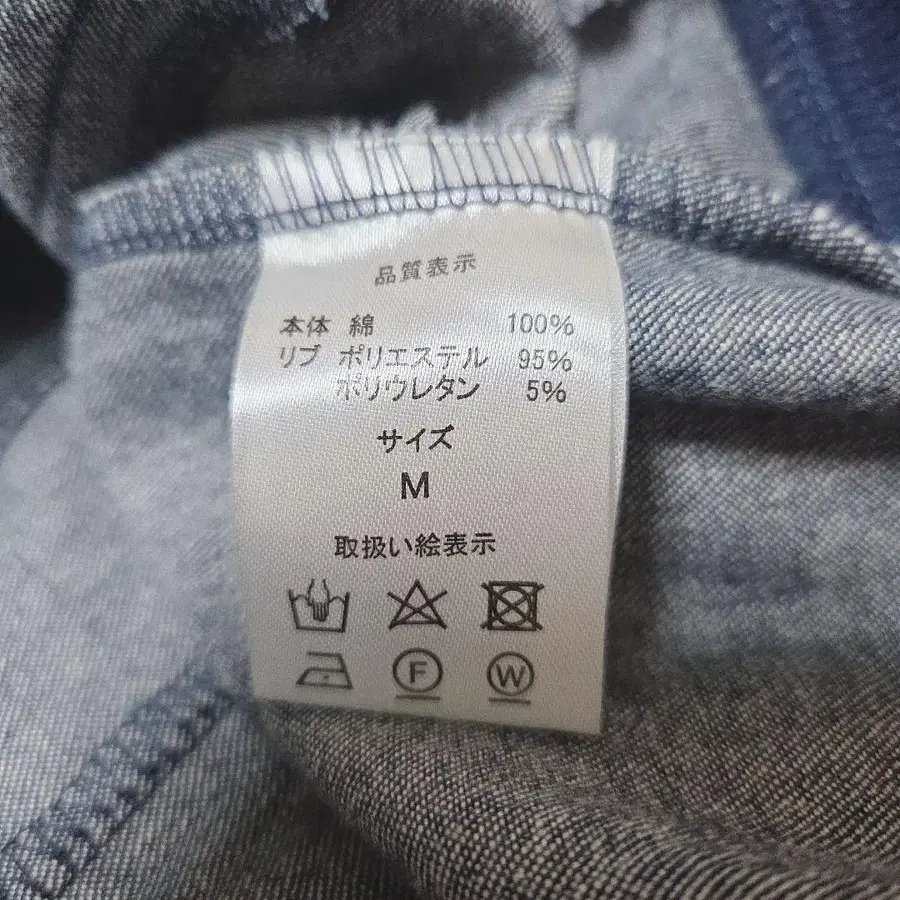 品質表示
本体 綿 100%
リブ ポリエステル 95%
ポリウレタン 5%
サイズ
M
取扱い絵表示
F W